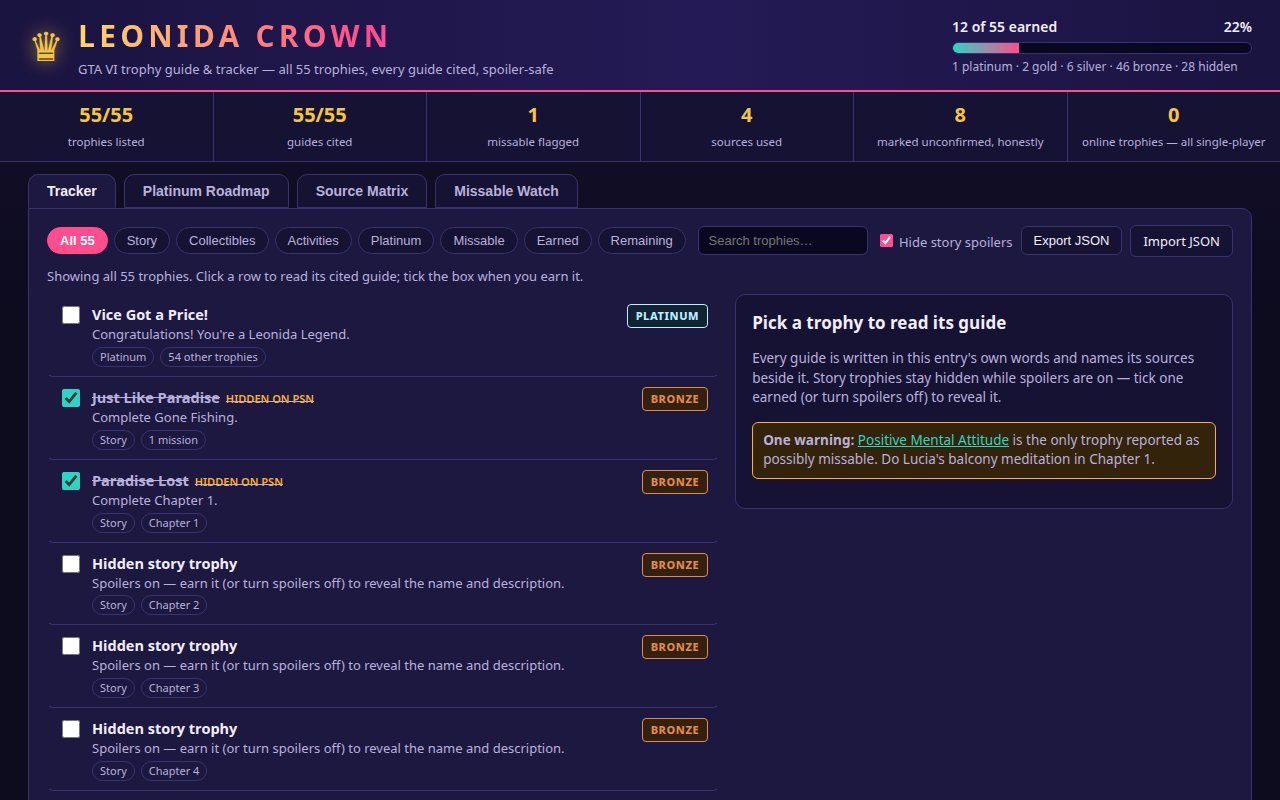 LEONIDA CROWN
GTA VI trophy guide & tracker — all 55 trophies, every guide cited, spoiler-safe
12 of 55 earned 22%
1 platinum · 2 gold · 6 silver · 46 bronze · 28 hidden
55/55
trophies listed
55/55
guides cited
1
missable flagged
4
sources used
8
marked unconfirmed, honestly
0
online trophies — all single-player
Tracker Platinum Roadmap Source Matrix Missable Watch
All 55 Story Collectibles Activities Platinum Missable Earned Remaining Search trophies… Hide story spoilers Export JSON Import JSON
Showing all 55 trophies. Click a row to read its cited guide; tick the box when you earn it.
Vice Got a Price! PLATINUM
Congratulations! You're a Leonida Legend.
Platinum 54 other trophies
Just Like Paradise HIDDEN ON PSN BRONZE
Complete Gone Fishing.
Story 1 mission
Paradise Lost HIDDEN ON PSN BRONZE
Complete Chapter 1.
Story Chapter 1
Hidden story trophy BRONZE
Spoilers on — earn it (or turn spoilers off) to reveal the name and description.
Story Chapter 2
Hidden story trophy BRONZE
Spoilers on — earn it (or turn spoilers off) to reveal the name and description.
Story Chapter 3
Hidden story trophy BRONZE
Spoilers on — earn it (or turn spoilers off) to reveal the name and description.
Story Chapter 4
Pick a trophy to read its guide
Every guide is written in this entry's own words and names its sources
beside it. Story trophies stay hidden while spoilers are on — tick one
earned (or turn spoilers off) to reveal it.
One warning: Positive Mental Attitude is the only trophy reported as
possibly missable. Do Lucia's balcony meditation in Chapter 1.